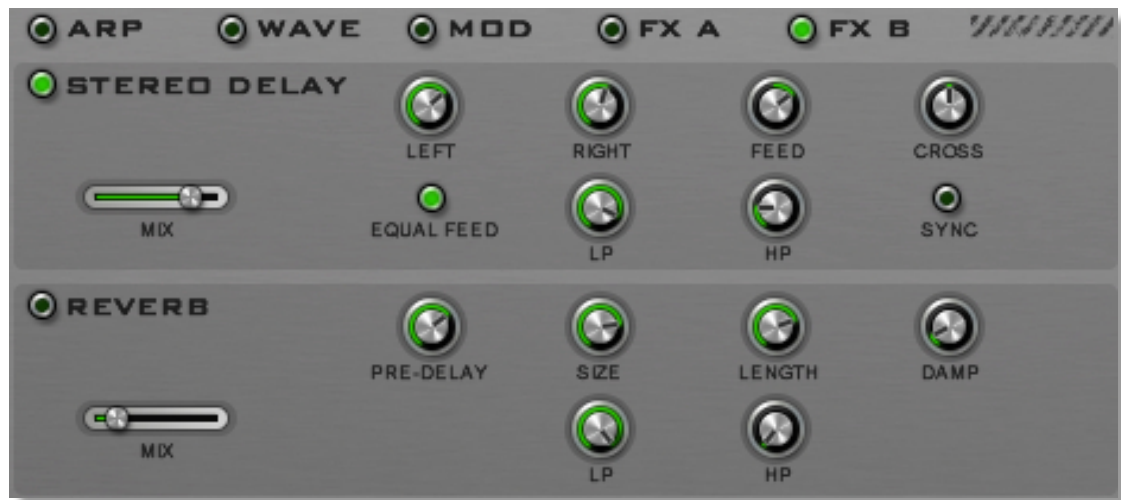 ARP WAVE MOD FX A FX B
STEREO DELAY
LEFT RIGHT FEED CROSS
MIX EQUAL FEED LP HP SYNC
REVERB
PRE-DELAY SIZE LENGTH DAMP
MIX LP HP